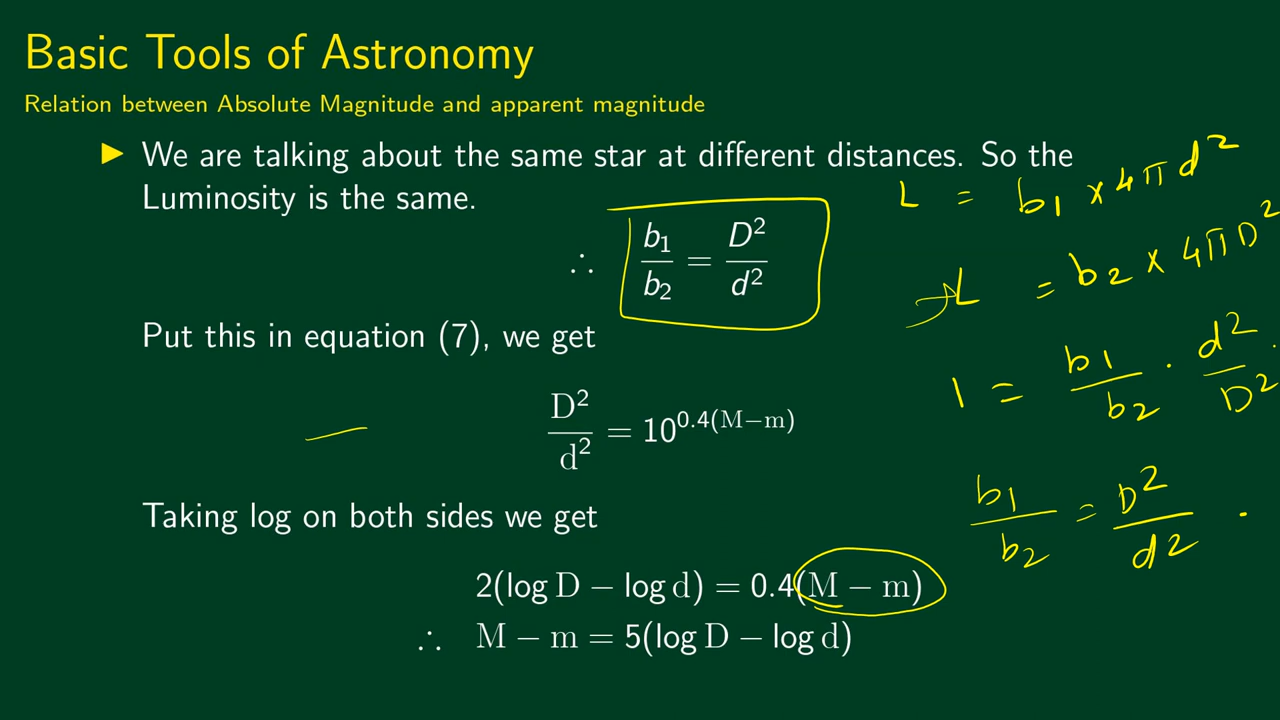 Basic Tools of Astronomy
Relation between Absolute Magnitude and apparent magnitude
▶ We are talking about the same star at different distances. So the
Luminosity is the same.
∴ b₁/b₂ = D²/d²
Put this in equation (7), we get
D²/d² = 10^0.4(M−m)
Taking log on both sides we get
2(log D − log d) = 0.4(M − m)
∴ M − m = 5(log D − log d)
L = b₁ × 4π d²
L = b₂ × 4π D²
1 = b₁/b₂ · d²/D²
b₁/b₂ = D²/d²